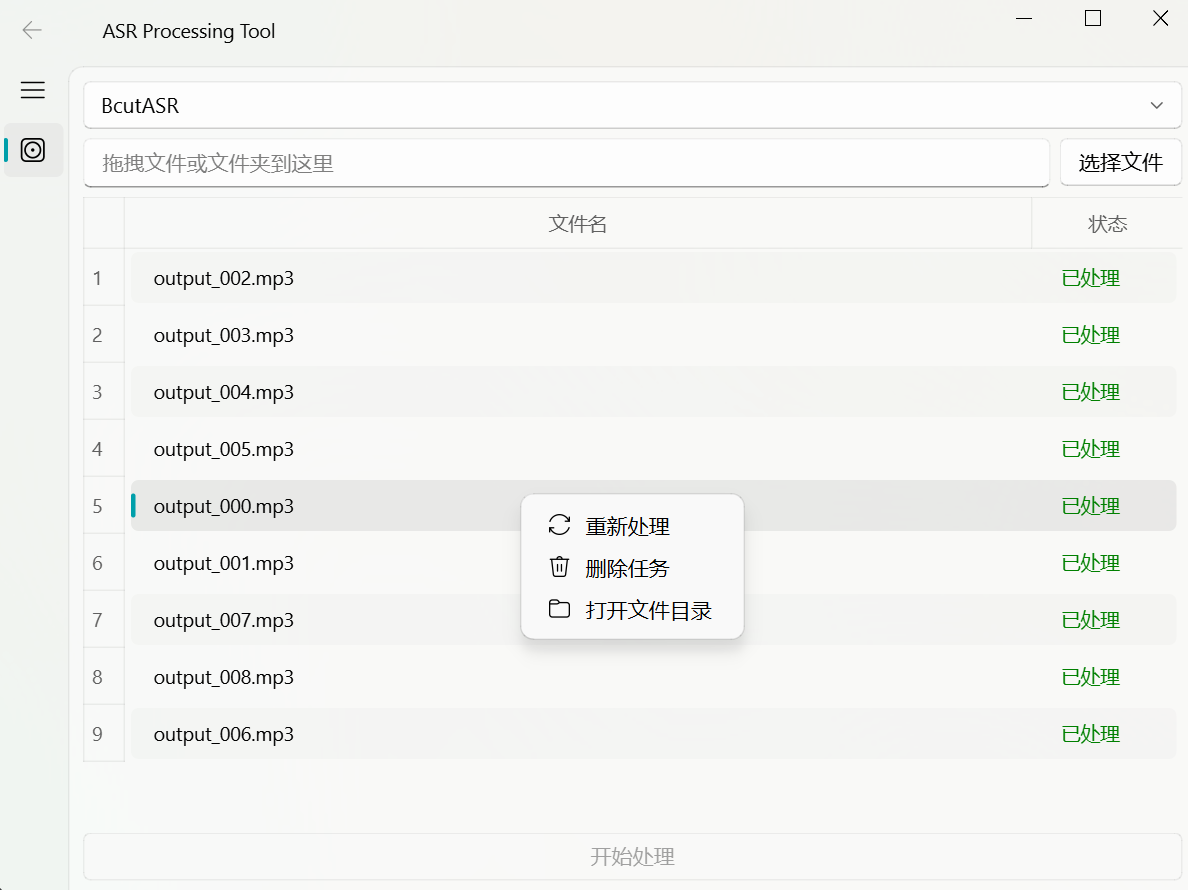 ASR Processing Tool
BcutASR
拖拽文件或文件夹到这里
选择文件
文件名 状态
1 output_002.mp3 已处理
2 output_003.mp3 已处理
3 output_004.mp3 已处理
4 output_005.mp3 已处理
5 output_000.mp3 已处理
重新处理
6 output_001.mp3 已处理
删除任务
打开文件目录
7 output_007.mp3 已处理
8 output_008.mp3 已处理
9 output_006.mp3 已处理
开始处理